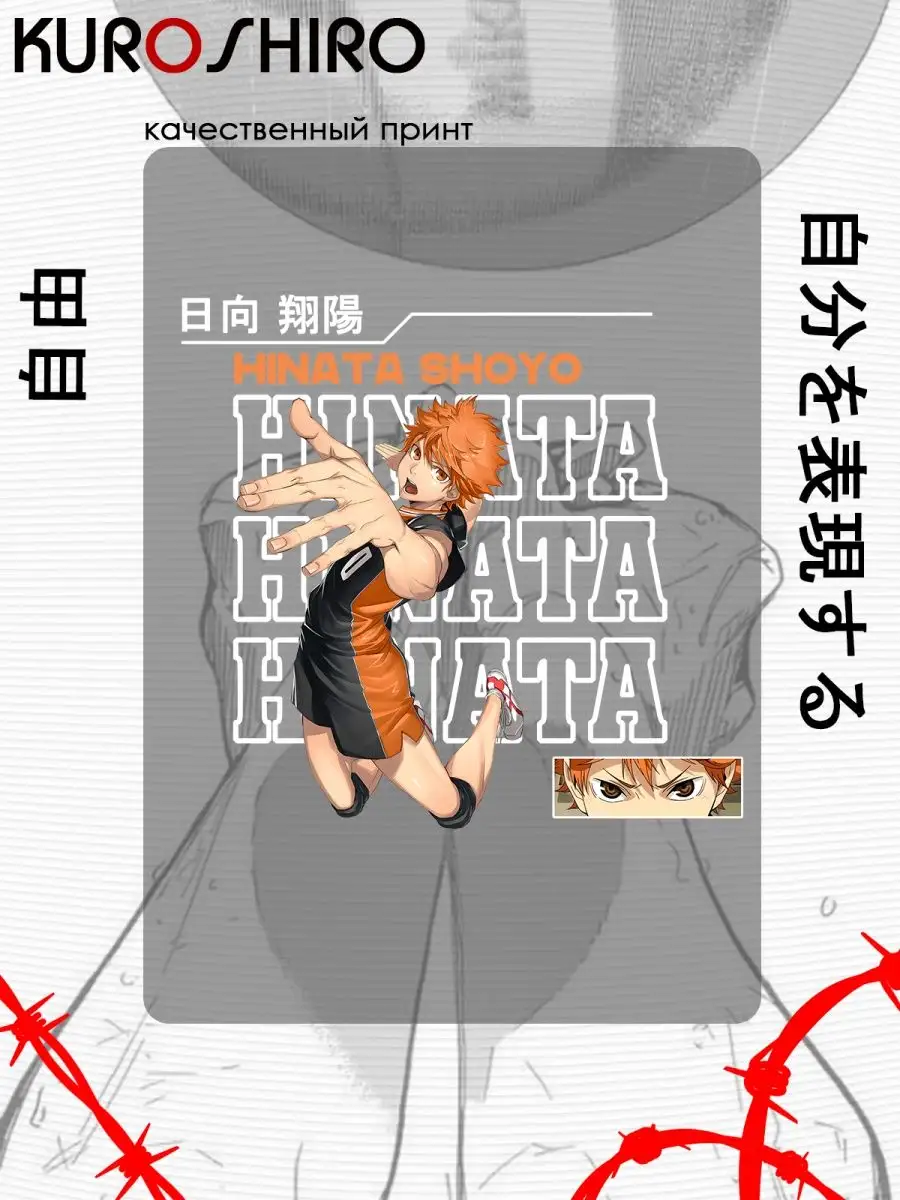 KUROSHIRO
качественный принт
日向 翔陽
HINATA SHOYO
HINATA
HINATA
HINATA
甲自
自分を表現する